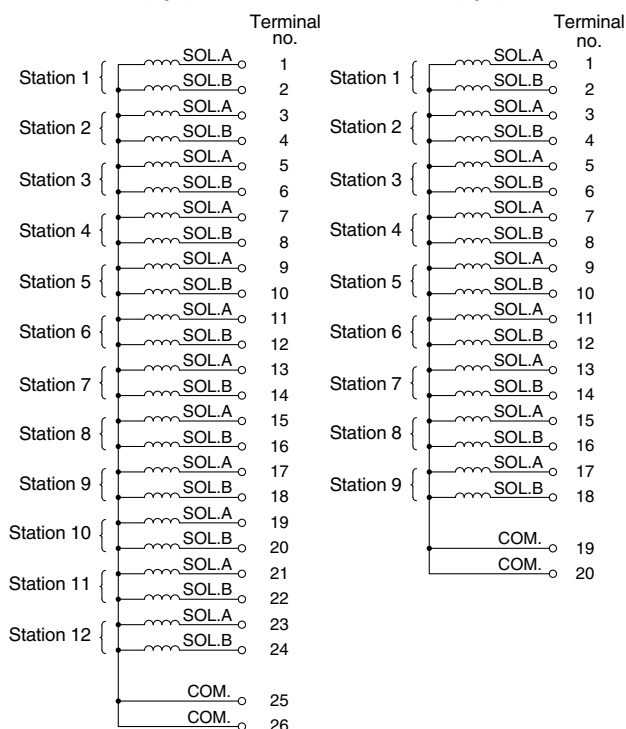 Terminal no.
Station 1 SOL.A 1
SOL.B 2
Station 2 SOL.A 3
SOL.B 4
Station 3 SOL.A 5
SOL.B 6
Station 4 SOL.A 7
SOL.B 8
Station 5 SOL.A 9
SOL.B 10
Station 6 SOL.A 11
SOL.B 12
Station 7 SOL.A 13
SOL.B 14
Station 8 SOL.A 15
SOL.B 16
Station 9 SOL.A 17
SOL.B 18
Station 10 SOL.A 19
SOL.B 20
Station 11 SOL.A 21
SOL.B 22
Station 12 SOL.A 23
SOL.B 24
COM. 25
COM. 26
Terminal no.
Station 1 SOL.A 1
SOL.B 2
Station 2 SOL.A 3
SOL.B 4
Station 3 SOL.A 5
SOL.B 6
Station 4 SOL.A 7
SOL.B 8
Station 5 SOL.A 9
SOL.B 10
Station 6 SOL.A 11
SOL.B 12
Station 7 SOL.A 13
SOL.B 14
Station 8 SOL.A 15
SOL.B 16
Station 9 SOL.A 17
SOL.B 18
COM. 19
COM. 20